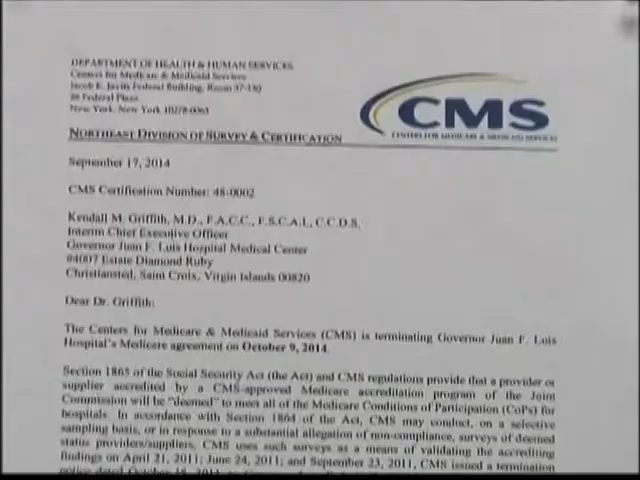 DEPARTMENT OF HEALTH & HUMAN SERVICES
Centers for Medicare & Medicaid Services
Jacob K. Javits Federal Building, Room 37-130
26 Federal Plaza
New York, New York 10278-0063
CMS
CENTERS FOR MEDICARE & MEDICAID SERVICES
NORTHEAST DIVISION OF SURVEY & CERTIFICATION
September 17, 2014
CMS Certification Number: 48-0002
Kendall M. Griffith, M.D., F.A.C.C., F.S.C.A.I., C.C.D.S.
Interim Chief Executive Officer
Governor Juan F. Luis Hospital Medical Center
#4007 Estate Diamond Ruby
Christiansted, Saint Croix, Virgin Islands 00820
Dear Dr. Griffith:
The Centers for Medicare & Medicaid Services (CMS) is terminating Governor Juan F. Luis
Hospital's Medicare agreement on October 9, 2014.
Section 1865 of the Social Security Act (the Act) and CMS regulations provide that a provider or
supplier accredited by a CMS-approved Medicare accreditation program of the Joint
Commission will be "deemed" to meet all of the Medicare Conditions of Participation (CoPs) for
hospitals. In accordance with Section 1864 of the Act, CMS may conduct, on a selective
sampling basis, or in response to a substantial allegation of non-compliance, surveys of deemed
status providers/suppliers. CMS uses such surveys as a means of validating the accrediting
findings on April 21, 2011; June 24, 2011; and September 23, 2011, CMS issued a termination
notice dated October 18, 2011